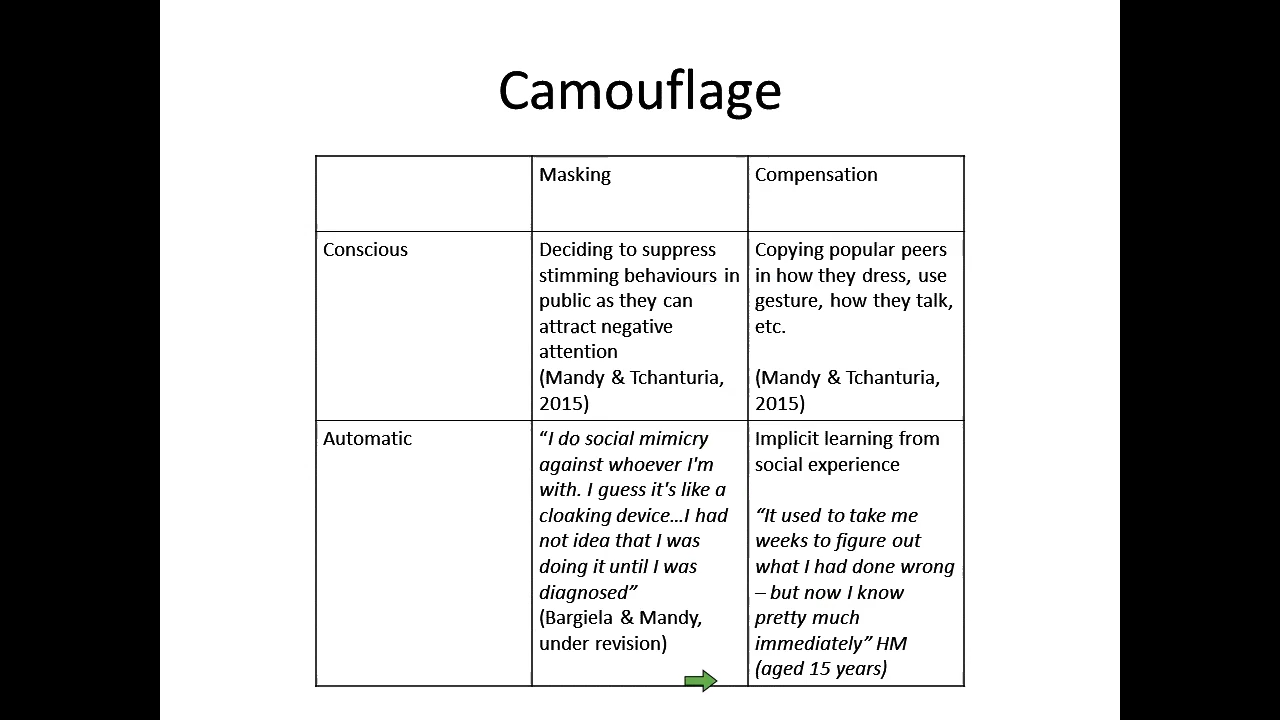 Camouflage
Masking
Compensation
Conscious
Deciding to suppress
stimming behaviours in
public as they can
attract negative
attention
(Mandy & Tchanturia,
2015)
Copying popular peers
in how they dress, use
gesture, how they talk,
etc.
(Mandy & Tchanturia,
2015)
Automatic
“I do social mimicry
against whoever I'm
with. I guess it's like a
cloaking device…I had
not idea that I was
doing it until I was
diagnosed”
(Bargiela & Mandy,
under revision)
Implicit learning from
social experience
“It used to take me
weeks to figure out
what I had done wrong
– but now I know
pretty much
immediately” HM
(aged 15 years)